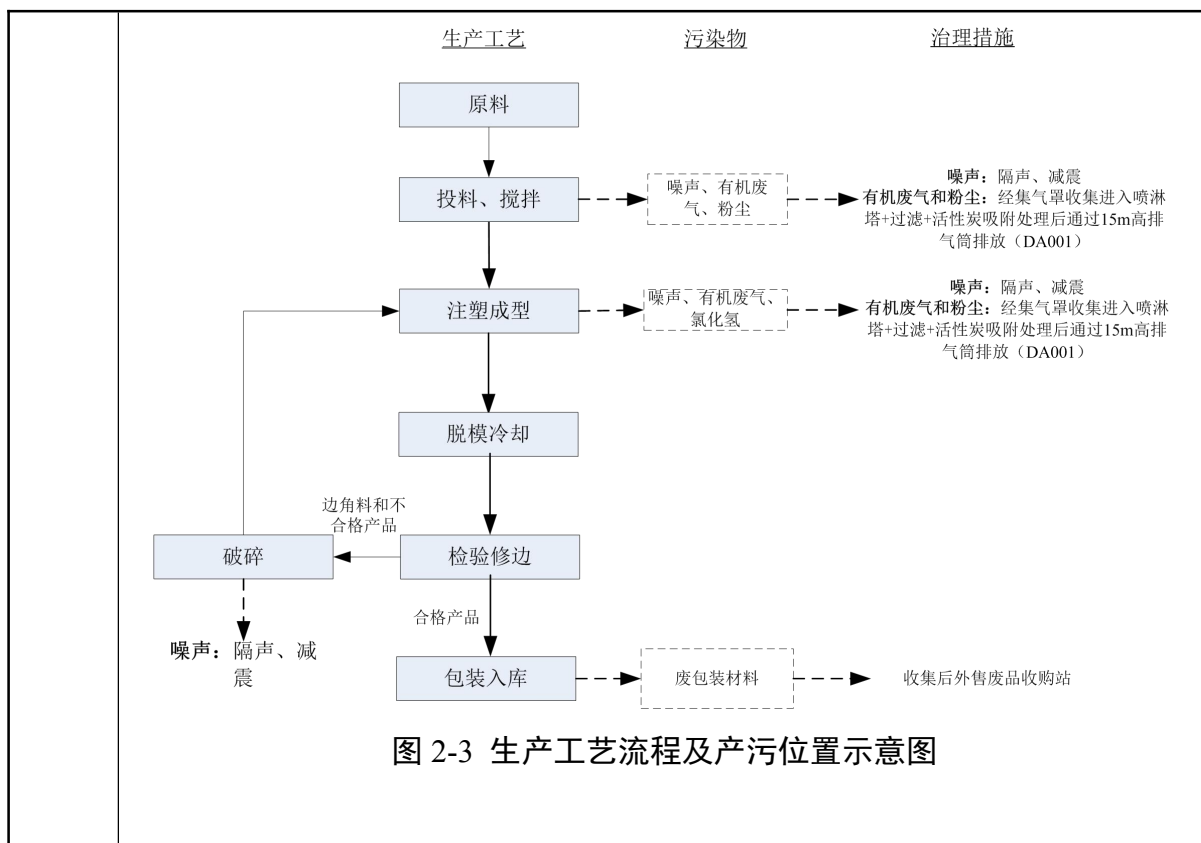 生产工艺 污染物 治理措施
原料
投料、搅拌
噪声、有机废
气、粉尘
噪声：隔声、减震
有机废气和粉尘：经集气罩收集进入喷淋
塔+过滤+活性炭吸附处理后通过15m高排
气筒排放（DA001）
注塑成型
噪声、有机废气、
氯化氢
噪声：隔声、减震
有机废气和粉尘：经集气罩收集进入喷淋
塔+过滤+活性炭吸附处理后通过15m高排
气筒排放（DA001）
脱模冷却
边角料和不
合格产品
破碎
检验修边
合格产品
噪声：隔声、减
震
包装入库
废包装材料
收集后外售废品收购站
图 2-3 生产工艺流程及产污位置示意图